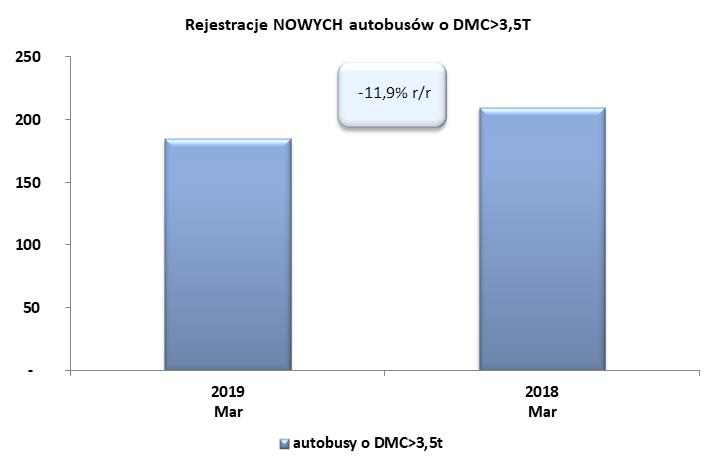 Rejestracje NOWYCH autobusów o DMC>3,5T
250
-11,9% r/r
200
150
100
50
-
2019
Mar
2018
Mar
autobusy o DMC>3,5t